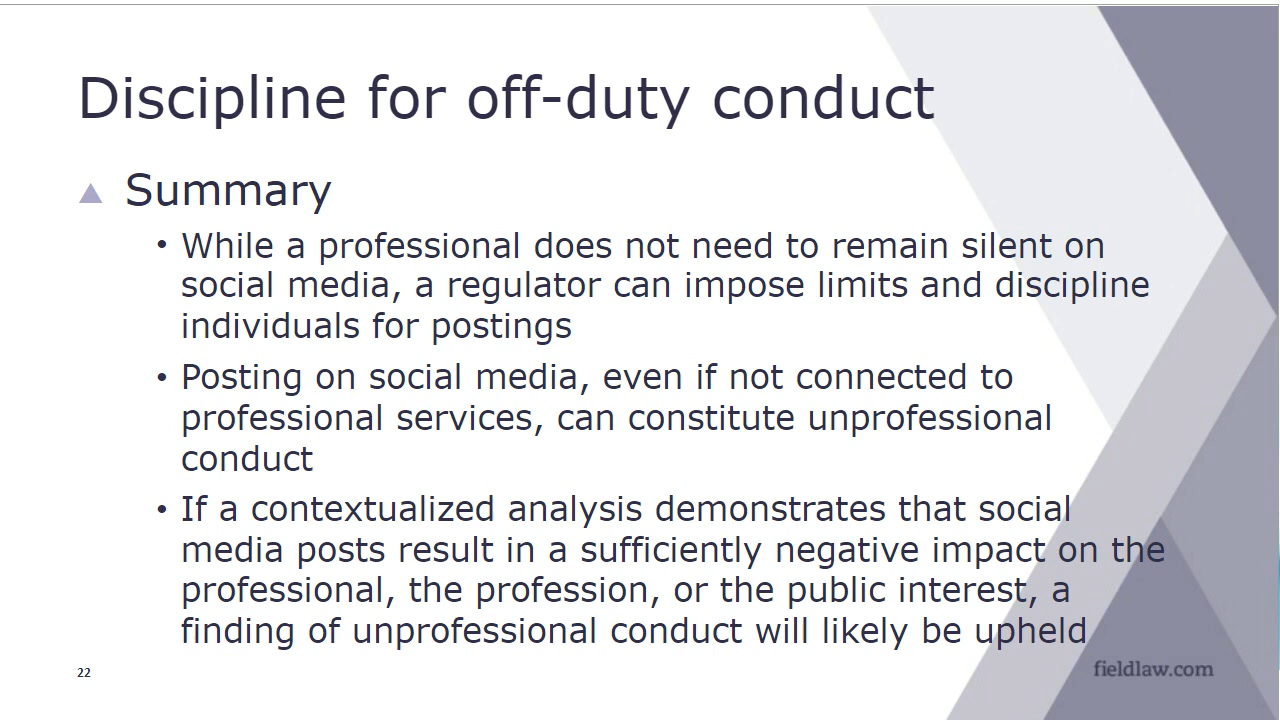 Discipline for off-duty conduct
Summary
• While a professional does not need to remain silent on
social media, a regulator can impose limits and discipline
individuals for postings
• Posting on social media, even if not connected to
professional services, can constitute unprofessional
conduct
• If a contextualized analysis demonstrates that social
media posts result in a sufficiently negative impact on the
professional, the profession, or the public interest, a
finding of unprofessional conduct will likely be upheld
22
fieldlaw.com